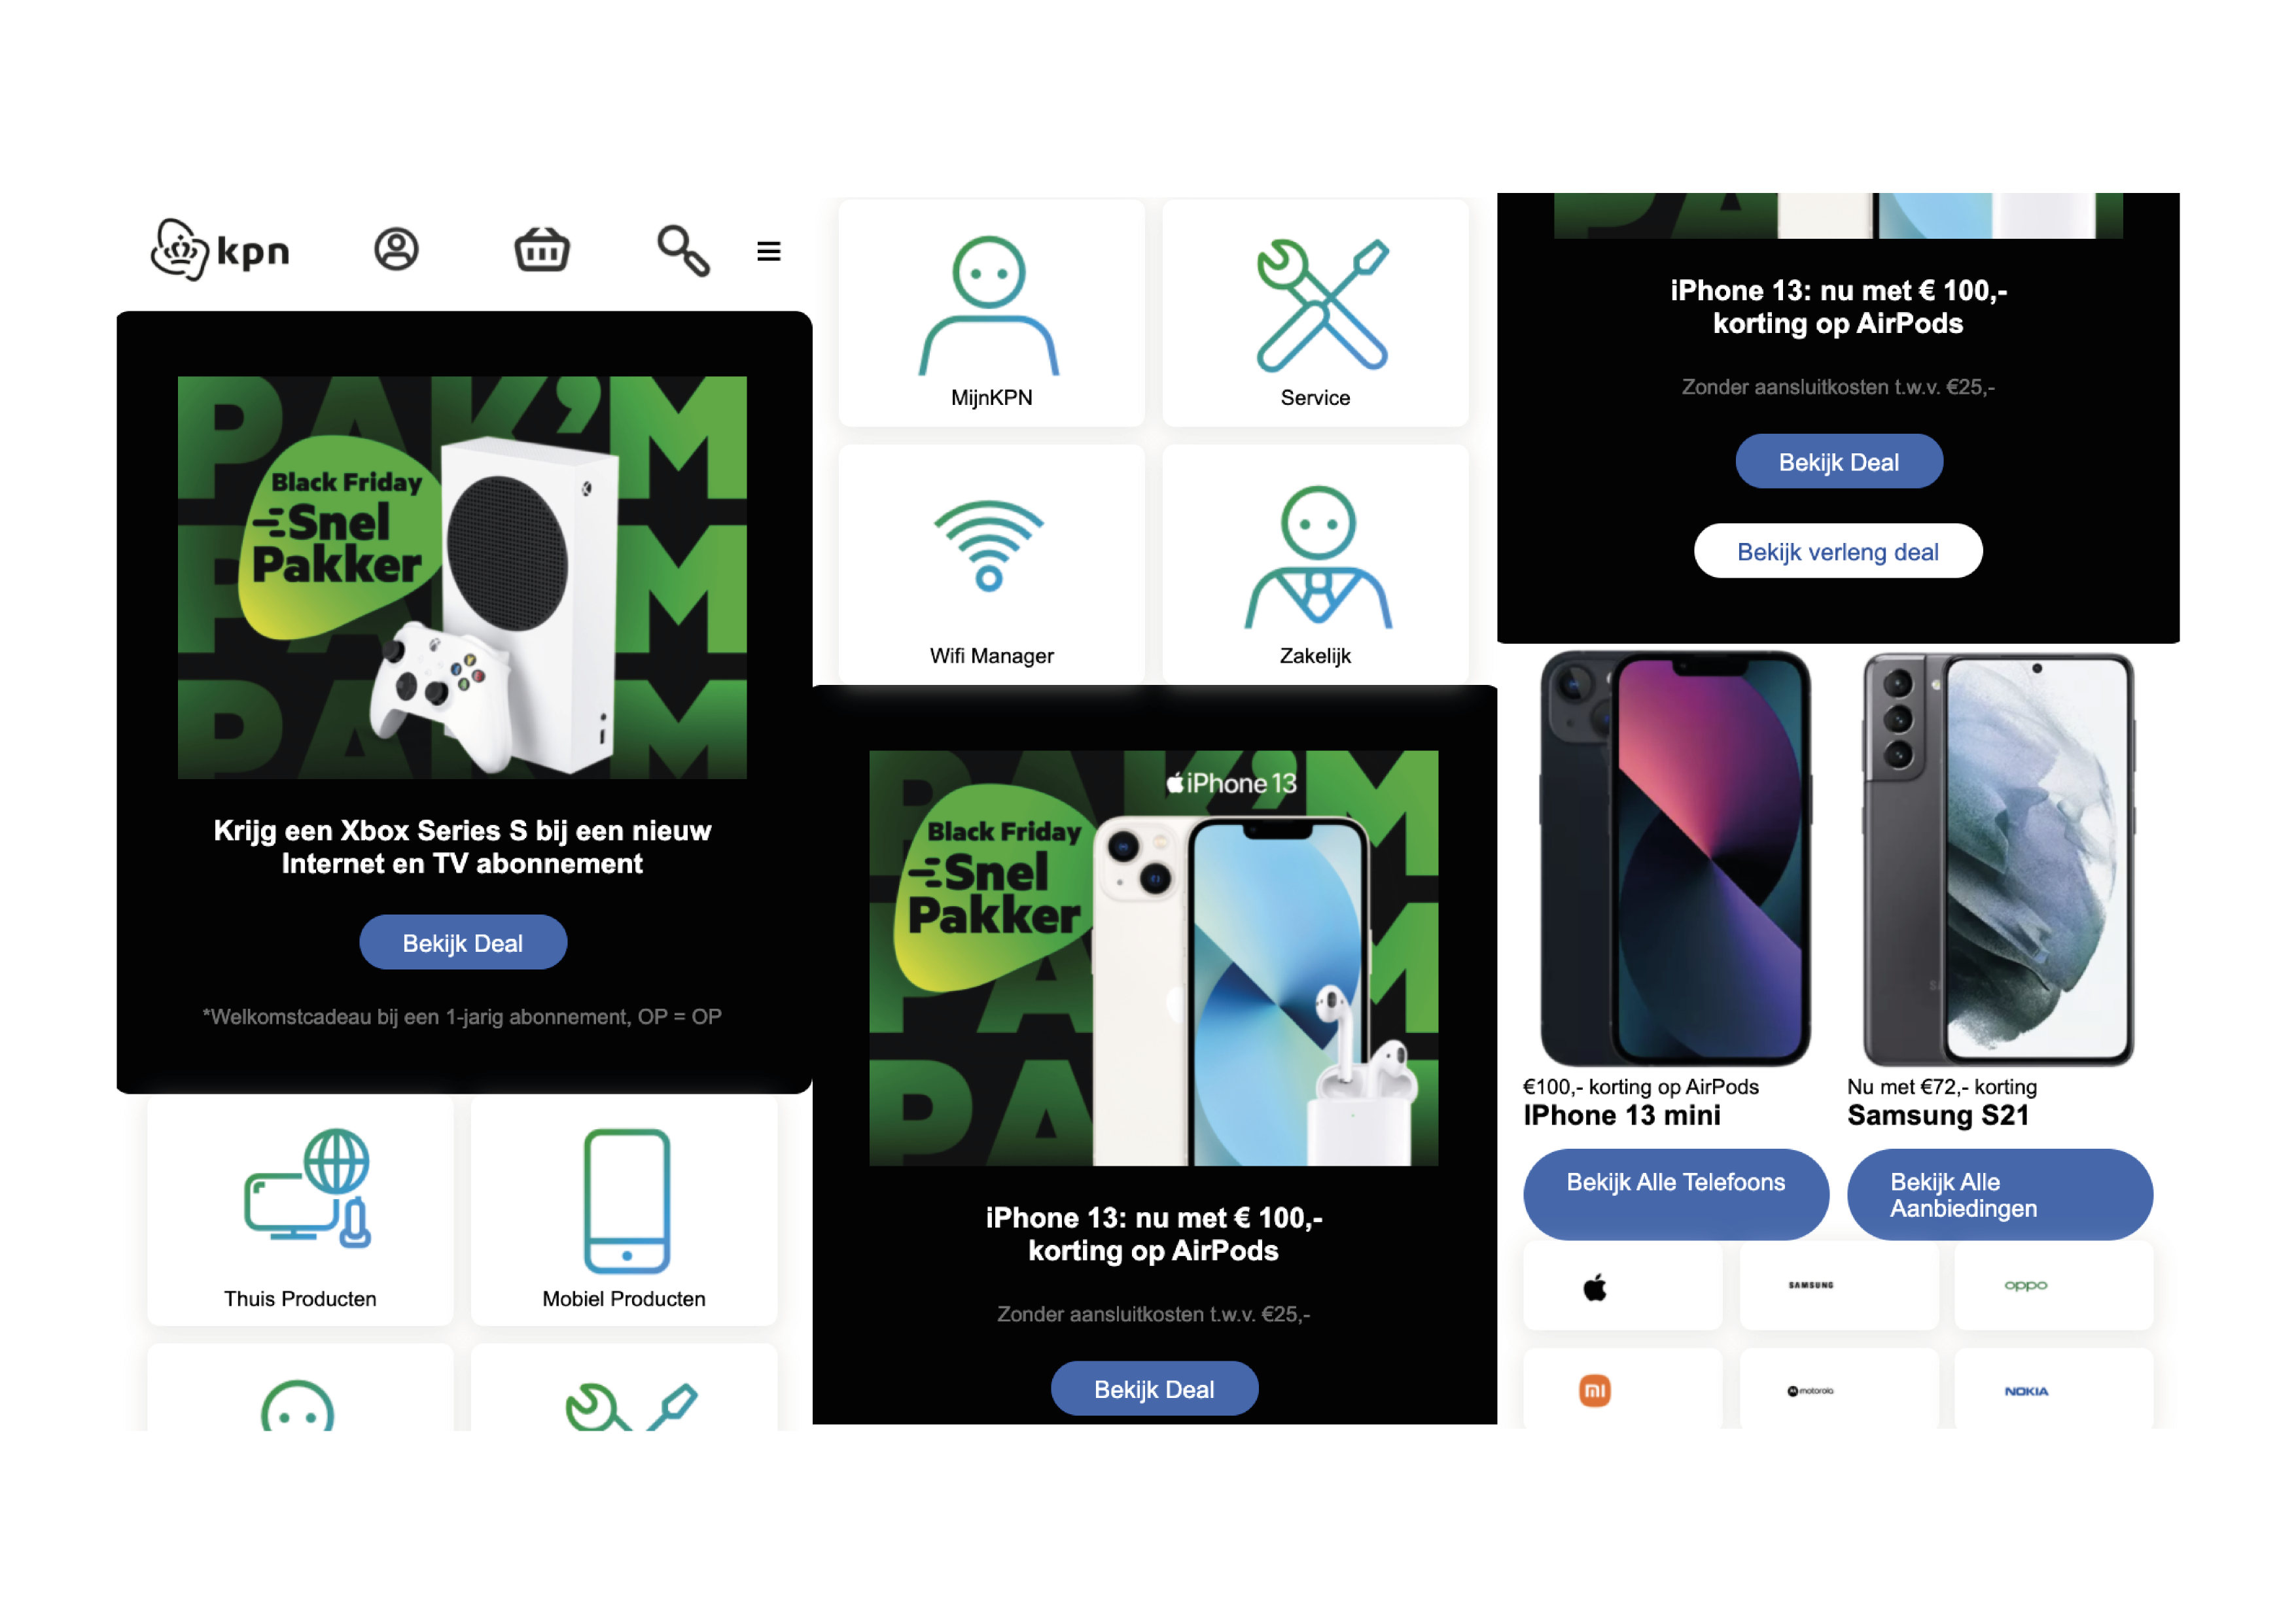 kpn
PAK'M
Black Friday
Snel
Pakker
Krijg een Xbox Series S bij een nieuw
Internet en TV abonnement
Bekijk Deal
*Welkomstcadeau bij een 1-jarig abonnement, OP = OP
Thuis Producten
Mobiel Producten
MijnKPN
Service
Wifi Manager
Zakelijk
iPhone 13
Black Friday
Snel
Pakker
iPhone 13: nu met € 100,-
korting op AirPods
Zonder aansluitkosten t.w.v. €25,-
Bekijk Deal
iPhone 13: nu met € 100,-
korting op AirPods
Zonder aansluitkosten t.w.v. €25,-
Bekijk Deal
Bekijk verleng deal
€100,- korting op AirPods
IPhone 13 mini
Bekijk Alle Telefoons
Nu met €72,- korting
Samsung S21
Bekijk Alle
Aanbiedingen
SAMSUNG
oppo
mi
motorola
NOKIA